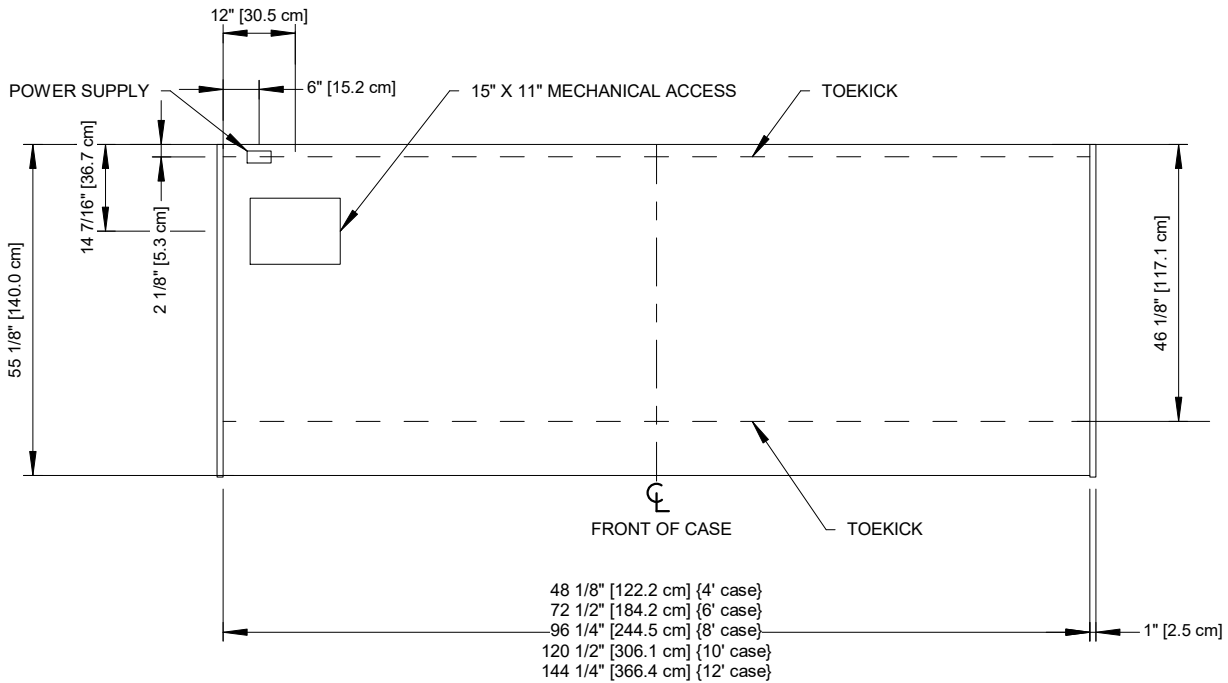 12" [30.5 cm]
POWER SUPPLY
6" [15.2 cm]
15" X 11" MECHANICAL ACCESS
TOEKICK
55 1/8" [140.0 cm]
14 7/16" [36.7 cm]
2 1/8" [5.3 cm]
46 1/8" [117.1 cm]
℄
FRONT OF CASE
TOEKICK
48 1/8" [122.2 cm] {4' case}
72 1/2" [184.2 cm] {6' case}
96 1/4" [244.5 cm] {8' case}
1" [2.5 cm]
120 1/2" [306.1 cm] {10' case}
144 1/4" [366.4 cm] {12' case}